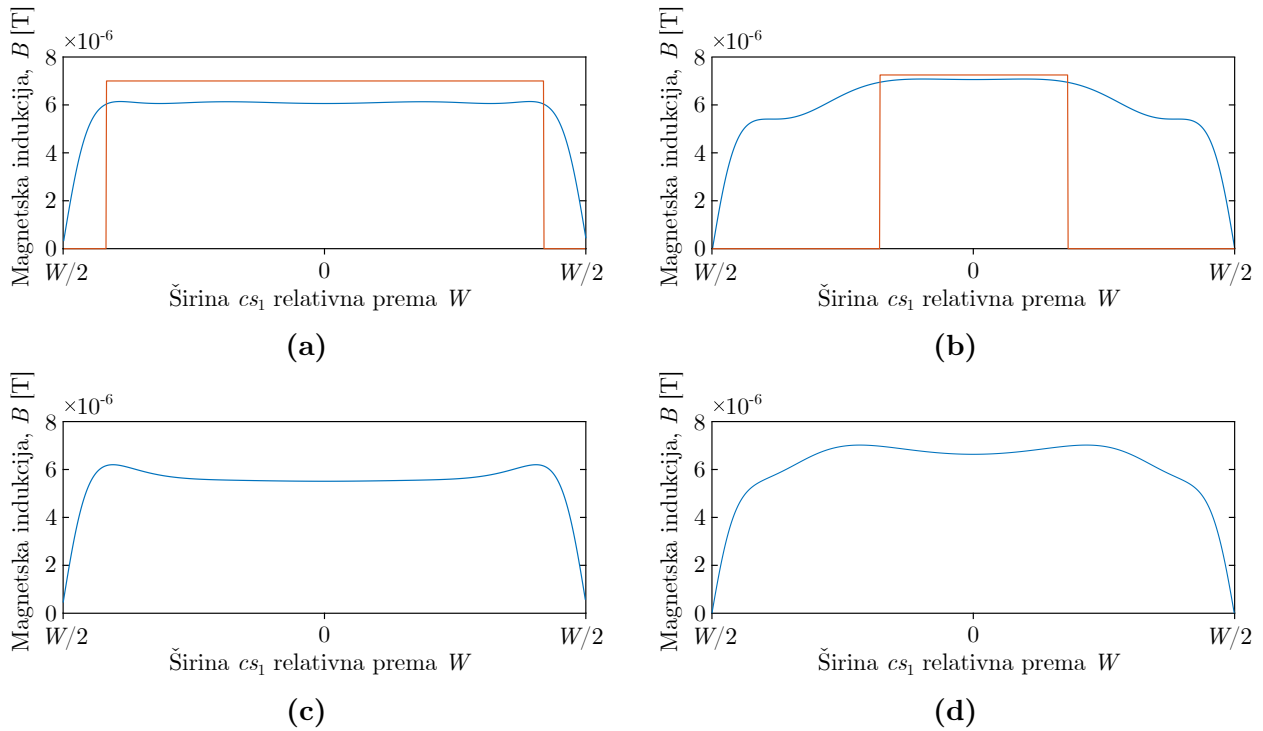 ×10-6
Magnetska indukcija, B [T]
8
6
4
2
0
W/2
0
W/2
Širina cs1 relativna prema W
(a)
×10-6
Magnetska indukcija, B [T]
8
6
4
2
0
W/2
0
W/2
Širina cs1 relativna prema W
(b)
×10-6
Magnetska indukcija, B [T]
8
6
4
2
0
W/2
0
W/2
Širina cs1 relativna prema W
(c)
×10-6
Magnetska indukcija, B [T]
8
6
4
2
0
W/2
0
W/2
Širina cs1 relativna prema W
(d)